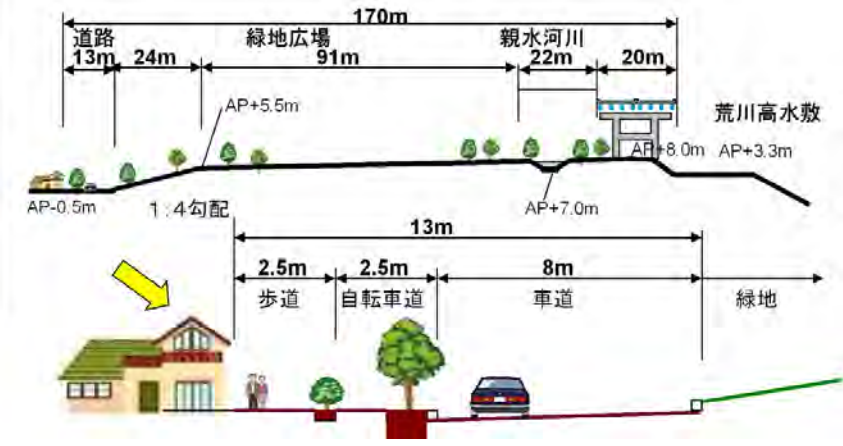 170m
道路 緑地広場 親水河川
13m 24m 91m 22m 20m
AP+5.5m
荒川高水敷
AP+8.0m AP+3.3m
AP-0.5m 1:4勾配 AP+7.0m
13m
2.5m 2.5m 8m
歩道 自転車道 車道 緑地